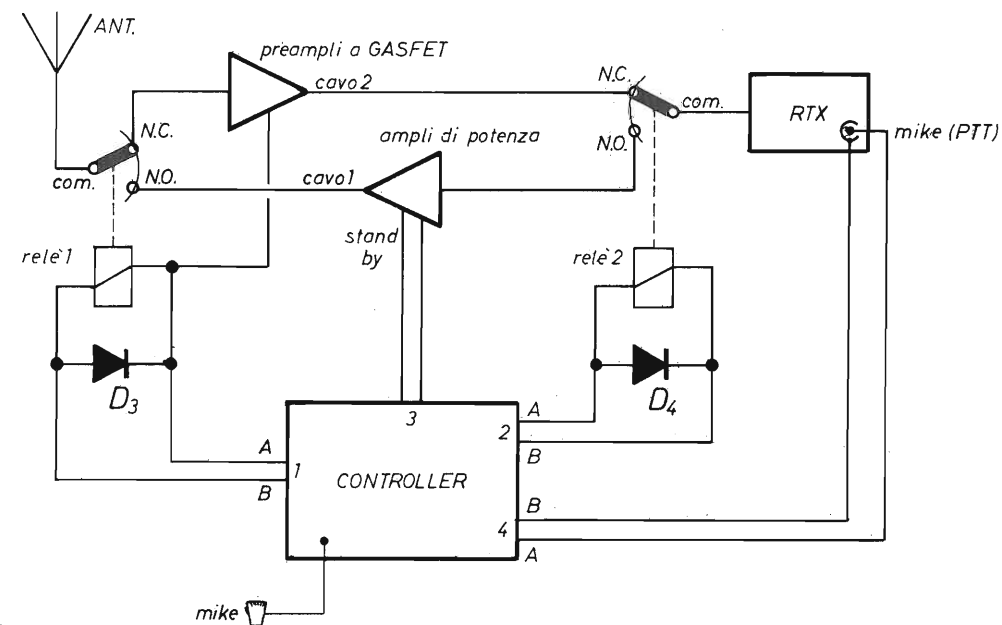 ANT.
preampli a GASFET
cavo2
N.C.
com.
RTX
mike (PTT)
N.O.
ampli di potenza
N.C.
com.
N.O.
cavo1
stand
by
relè1
relè2
D3
D4
A
1
B
3
CONTROLLER
2
A
B
B
4
A
mike